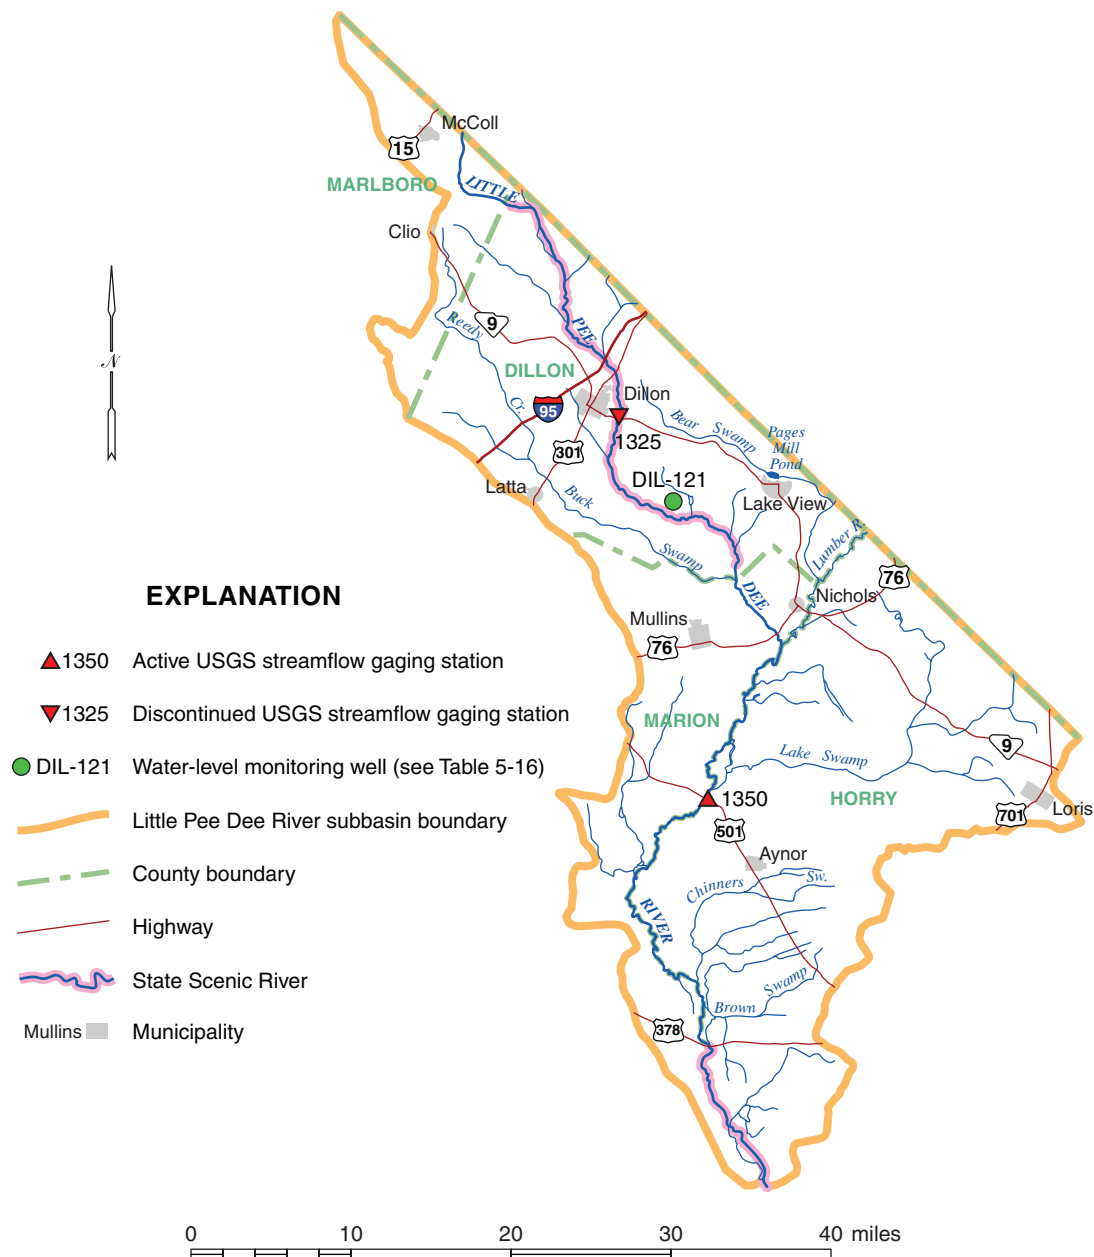 McColl
15
MARLBORO
LITTLE
Clio
Reedy
9
PEE
N
DILLON
Cr.
95
Dillon
Bear Swamp
Pages
Mill
Pond
1325
301
DIL-121
Latta
Buck
Lake View
Swamp
Lumber R.
76
DEE
Nichols
EXPLANATION
Mullins
76
1350 Active USGS streamflow gaging station
1325 Discontinued USGS streamflow gaging station
MARION
9
DIL-121 Water-level monitoring well (see Table 5-16)
Lake Swamp
1350
HORRY
Loris
701
Little Pee Dee River subbasin boundary
501
Aynor
County boundary
Chinners Sw.
RIVER
Highway
State Scenic River
Brown Swamp
Mullins Municipality
378
0 10 20 30 40 miles